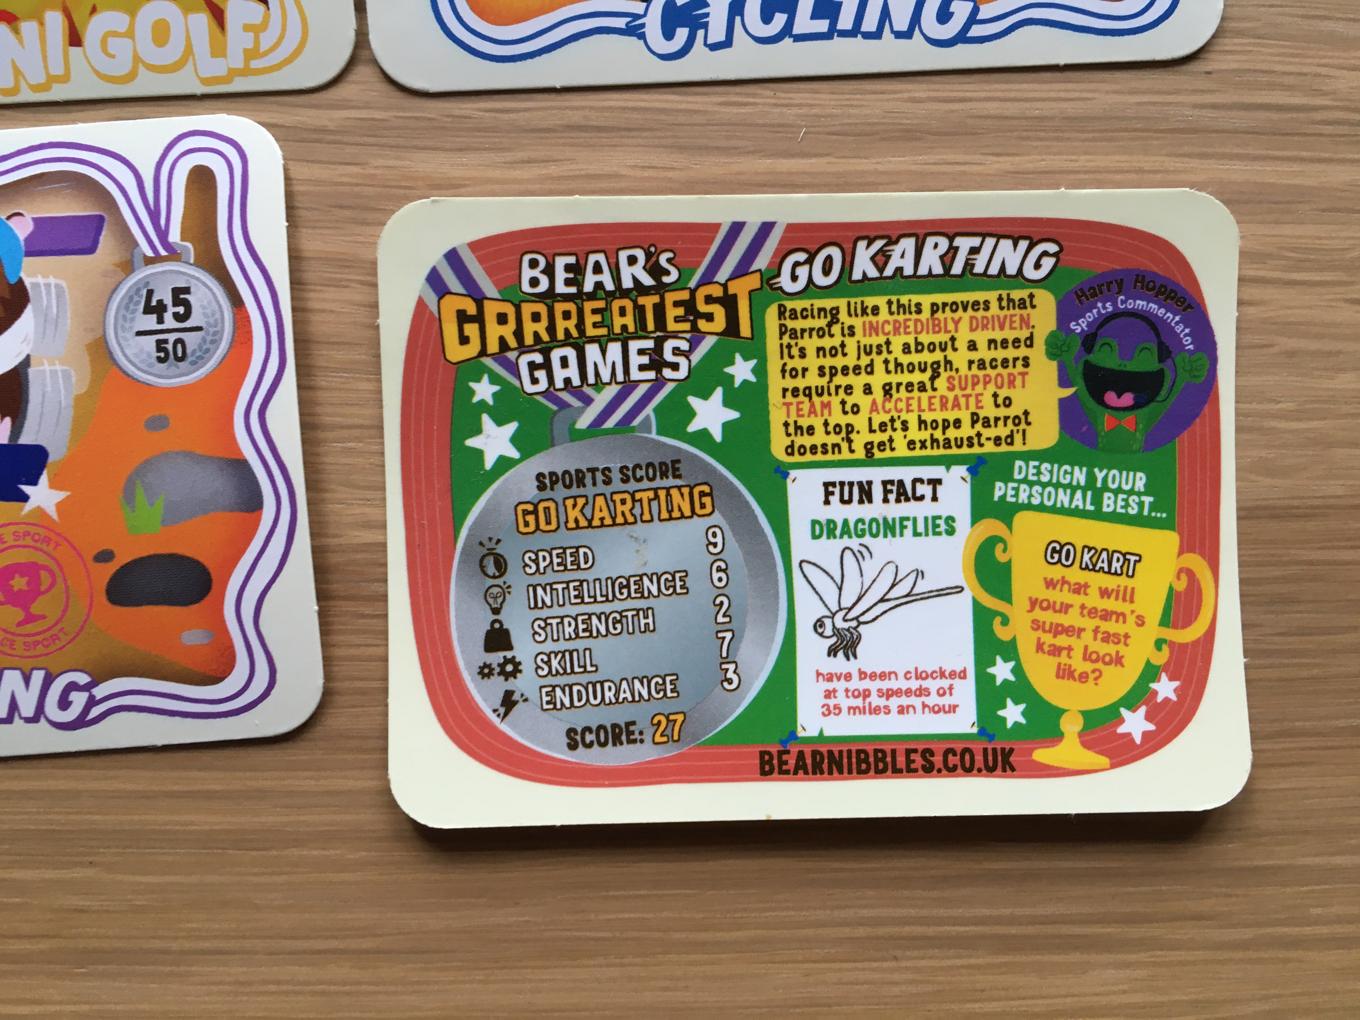 NI GOLF
CYCLING
45
50
CE SPORT
CE SPORT
NG
BEAR'S
GRRREATEST
GAMES
SPORTS SCORE
GO KARTING
SPEED 9
INTELLIGENCE 6
STRENGTH 2
SKILL 7
ENDURANCE 3
SCORE: 27
GO KARTING
Racing like this proves that
Parrot is INCREDIBLY DRIVEN.
It's not just about a need
for speed though, racers
require a great SUPPORT
TEAM to ACCELERATE to
the top. Let's hope Parrot
doesn't get 'exhaust-ed'!
Harry Hopper
Sports Commentator
FUN FACT
DRAGONFLIES
have been clocked
at top speeds of
35 miles an hour
DESIGN YOUR
PERSONAL BEST...
GO KART
what will
your team's
super fast
kart look
like?
BEARNIBBLES.CO.UK